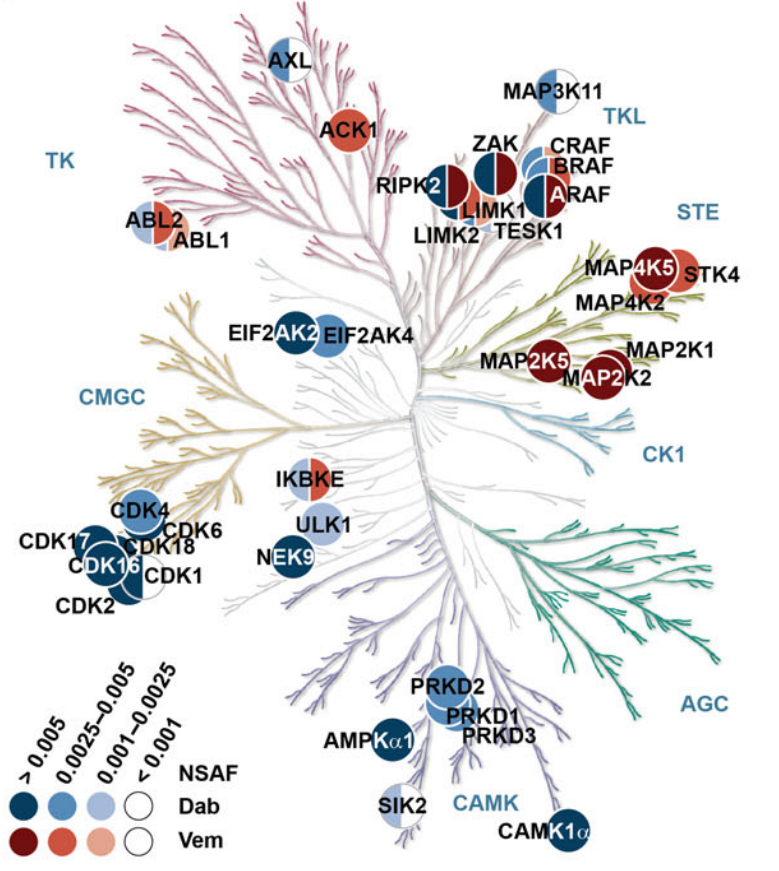 AXL
MAP3K11
TKL
ACK1
ZAK
CRAF
BRAF
TK
RIPK2
ARAF
LIMK1
ABL2
ABL1
LIMK2
TESK1
STE
MAP4K5
STK4
MAP4K2
EIF2AK2
EIF2AK4
MAP2K1
MAP2K5
MAP2K2
CMGC
CK1
IKBKE
CDK4
ULK1
CDK6
CDK17
CDK18
NEK9
CDK16
CDK1
CDK2
PRKD2
AGC
PRKD1
PRKD3
AMPKα1
SIK2
CAMK
CAMK1α
> 0.005
0.0025–0.005
0.001–0.0025
< 0.001
NSAF
Dab
Vem